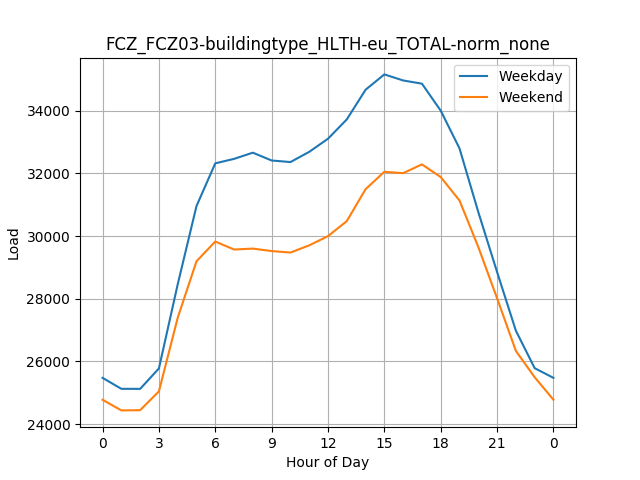 FCZ_FCZ03-buildingtype_HLTH-eu_TOTAL-norm_none
Weekday
Weekend
34000
32000
30000
28000
26000
24000
Load
0 3 6 9 12 15 18 21 0
Hour of Day